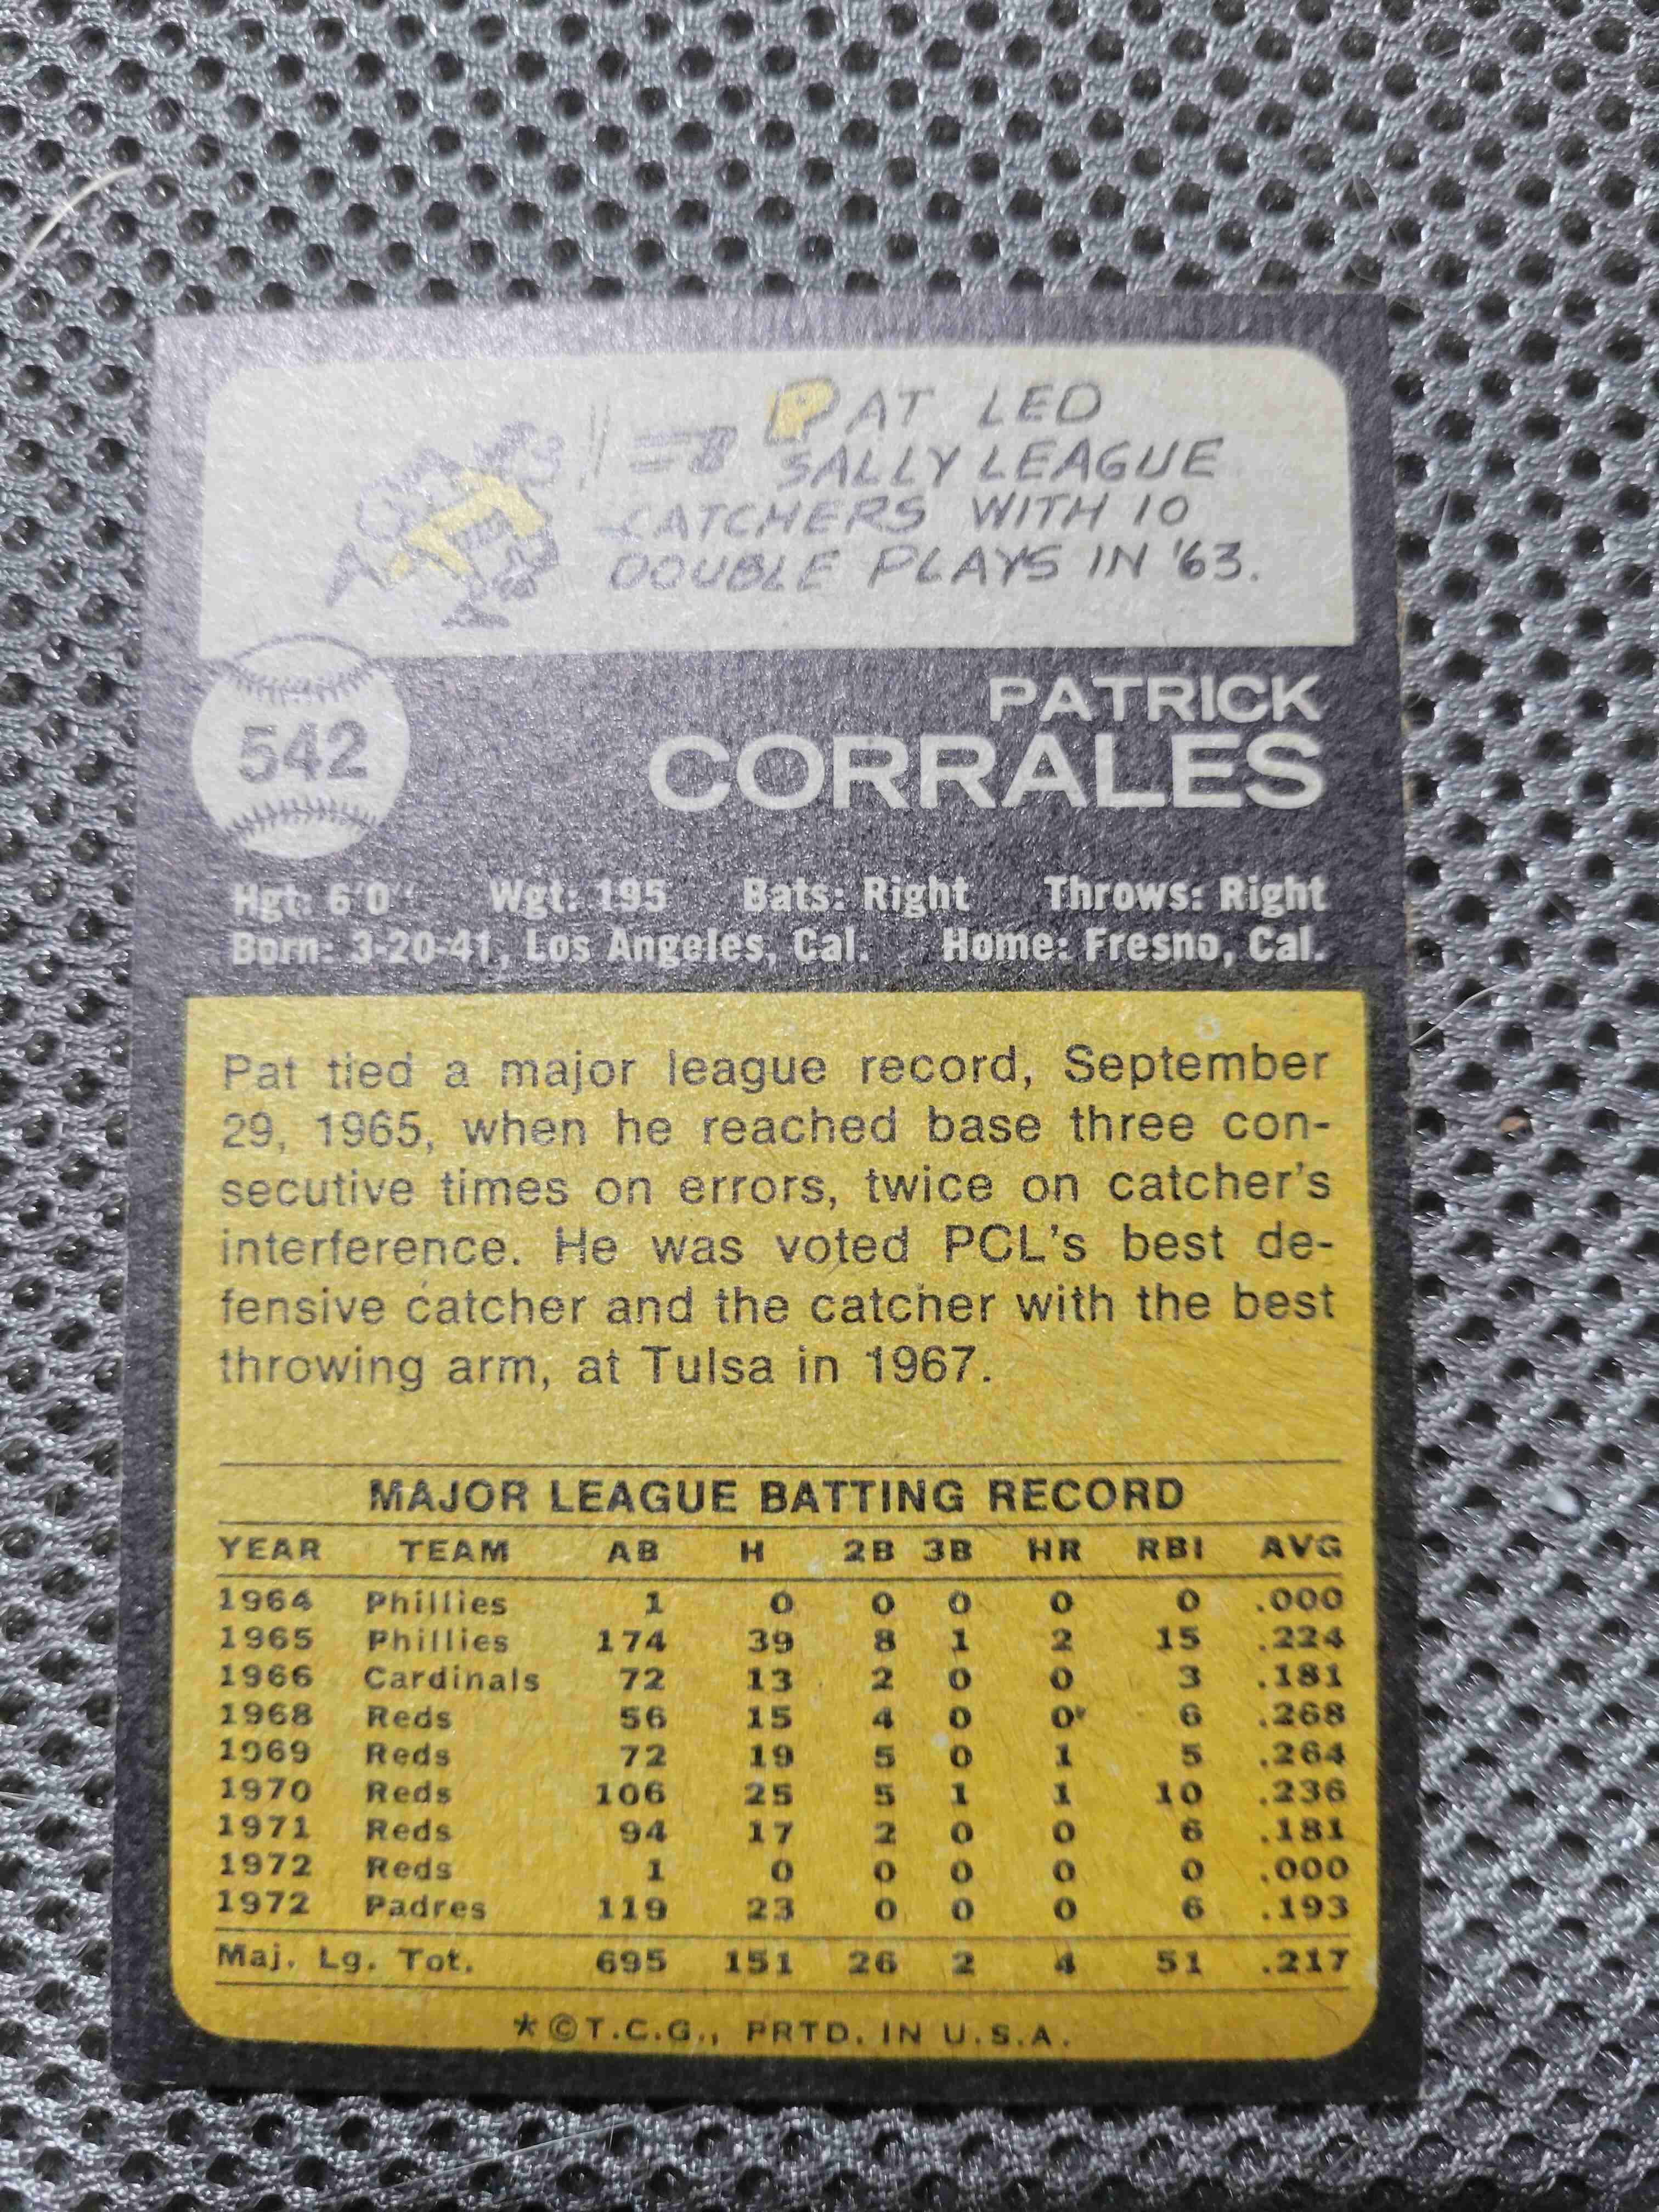 PAT LED
SALLY LEAGUE
CATCHERS WITH 10
DOUBLE PLAYS IN '63.
542
PATRICK
CORRALES
Hgt: 6'0" Wgt: 195 Bats: Right Throws: Right
Born: 3-20-41, Los Angeles, Cal. Home: Fresno, Cal.
Pat tied a major league record, September
29, 1965, when he reached base three con-
secutive times on errors, twice on catcher's
interference. He was voted PCL's best de-
fensive catcher and the catcher with the best
throwing arm, at Tulsa in 1967.
MAJOR LEAGUE BATTING RECORD
YEAR TEAM AB H 2B 3B HR RBI AVG
1964 Phillies 1 0 0 0 0 0 .000
1965 Phillies 174 39 8 1 2 15 .224
1966 Cardinals 72 13 2 0 0 3 .181
1968 Reds 56 15 4 0 0 6 .268
1969 Reds 72 19 5 0 1 5 .264
1970 Reds 106 25 5 1 1 10 .236
1971 Reds 94 17 2 0 0 6 .181
1972 Reds 1 0 0 0 0 0 .000
1972 Padres 119 23 0 0 0 6 .193
Maj. Lg. Tot. 695 151 26 2 4 51 .217
*©T.C.G., PRTD. IN U.S.A.